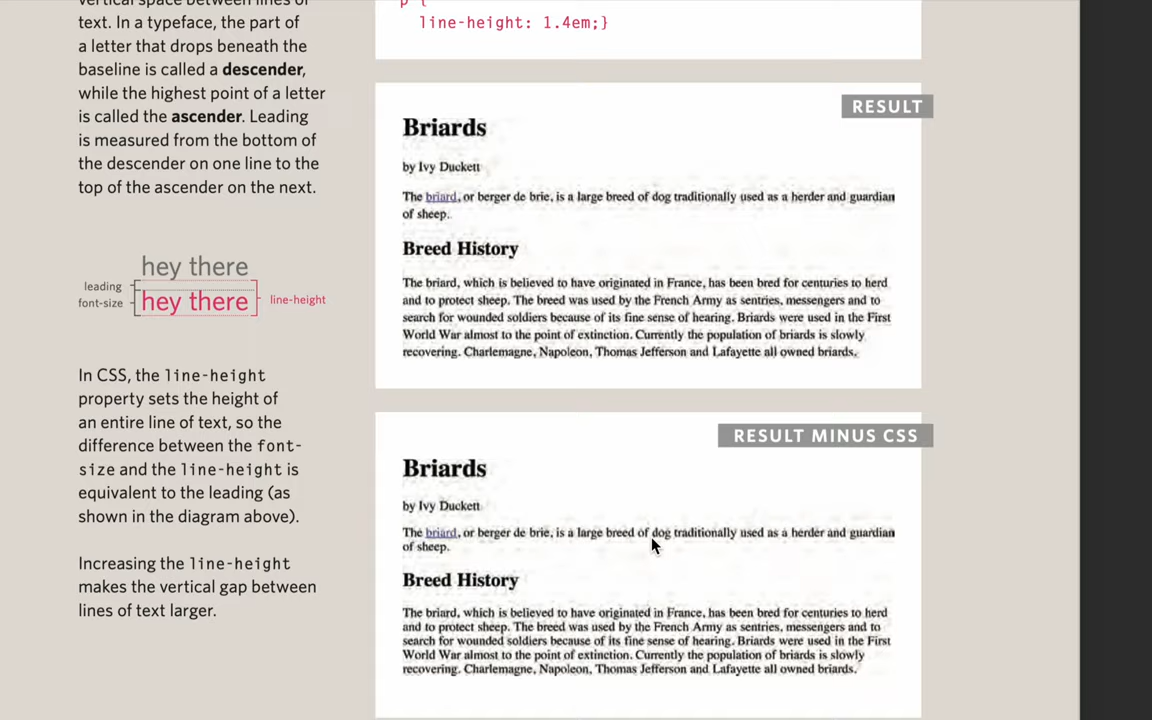 vertical space between lines of
text. In a typeface, the part of
a letter that drops beneath the
baseline is called a descender,
while the highest point of a letter
is called the ascender. Leading
is measured from the bottom of
the descender on one line to the
top of the ascender on the next.
hey there
leading
font-size
hey there
line-height
In CSS, the line-height
property sets the height of
an entire line of text, so the
difference between the font-
size and the line-height is
equivalent to the leading (as
shown in the diagram above).
Increasing the line-height
makes the vertical gap between
lines of text larger.
p {
line-height: 1.4em;}
RESULT
Briards
by Ivy Duckett
The briard, or berger de brie, is a large breed of dog traditionally used as a herder and guardian
of sheep.
Breed History
The briard, which is believed to have originated in France, has been bred for centuries to herd
and to protect sheep. The breed was used by the French Army as sentries, messengers and to
search for wounded soldiers because of its fine sense of hearing. Briards were used in the First
World War almost to the point of extinction. Currently the population of briards is slowly
recovering. Charlemagne, Napoleon, Thomas Jefferson and Lafayette all owned briards.
RESULT MINUS CSS
Briards
by Ivy Duckett
The briard, or berger de brie, is a large breed of dog traditionally used as a herder and guardian
of sheep.
Breed History
The briard, which is believed to have originated in France, has been bred for centuries to herd
and to protect sheep. The breed was used by the French Army as sentries, messengers and to
search for wounded soldiers because of its fine sense of hearing. Briards were used in the First
World War almost to the point of extinction. Currently the population of briards is slowly
recovering. Charlemagne, Napoleon, Thomas Jefferson and Lafayette all owned briards.